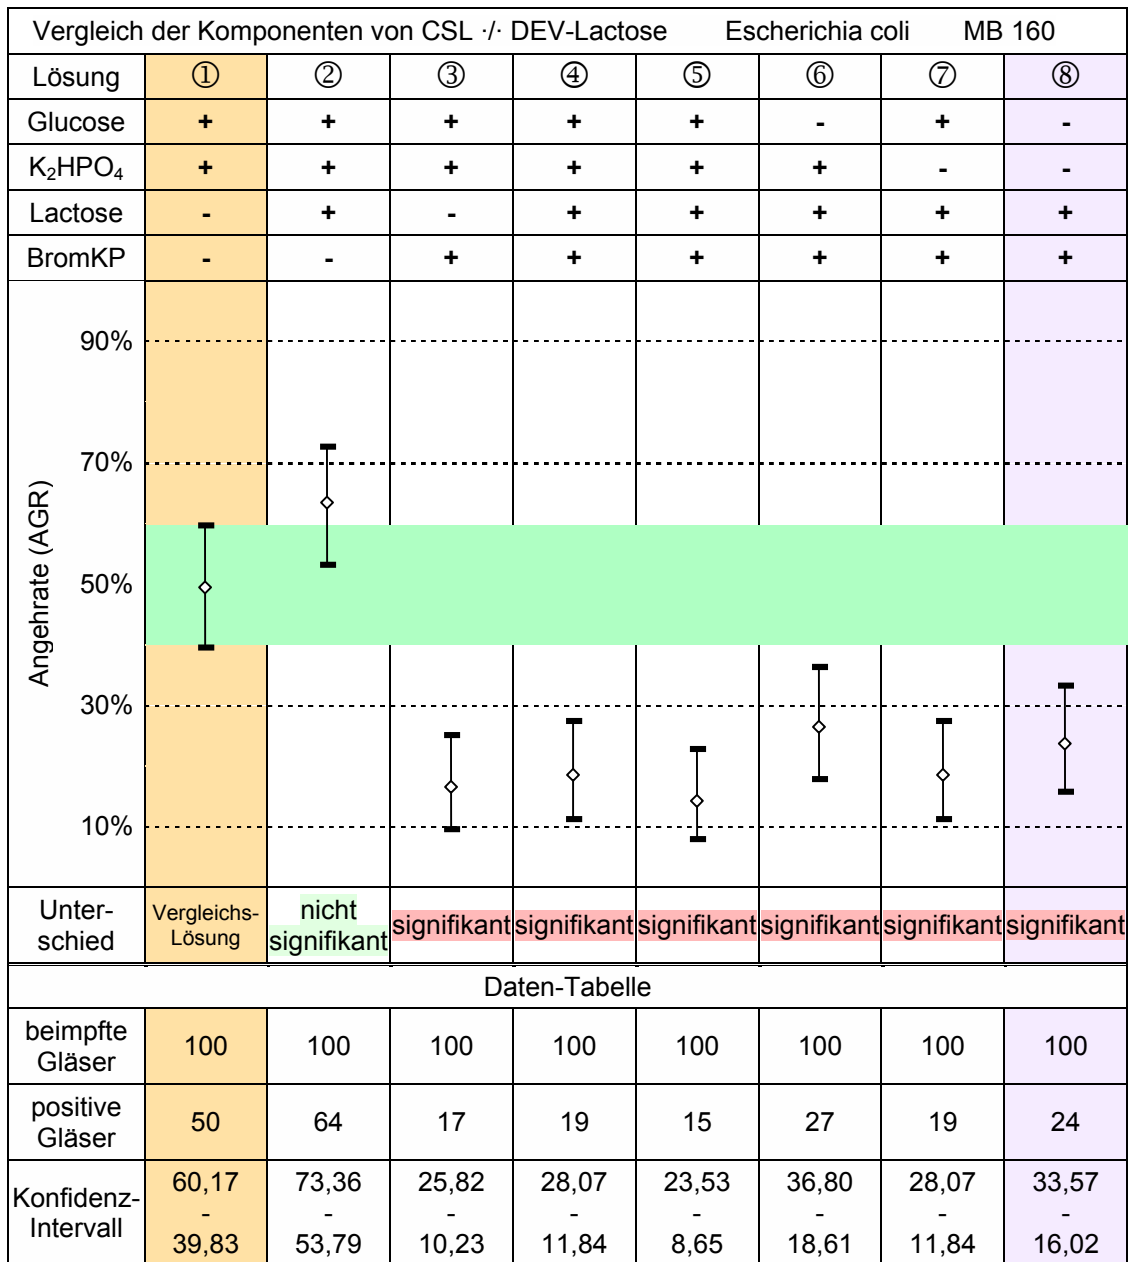 Vergleich der Komponenten von CSL ·/· DEV-Lactose Escherichia coli MB 160
Lösung ① ② ③ ④ ⑤ ⑥ ⑦ ⑧
Glucose + + + + + - + -
K₂HPO₄ + + + + + + - -
Lactose - + - + + + + +
BromKP - - + + + + + +
Angehrate (AGR)
90%
70%
50%
30%
10%
Unter-
schied
Vergleichs-
Lösung
nicht
signifikant
signifikant signifikant signifikant signifikant signifikant signifikant
Daten-Tabelle
beimpfte
Gläser
100 100 100 100 100 100 100 100
positive
Gläser
50 64 17 19 15 27 19 24
Konfidenz-
Intervall
60,17 73,36 25,82 28,07 23,53 36,80 28,07 33,57
- - - - - - - -
39,83 53,79 10,23 11,84 8,65 18,61 11,84 16,02